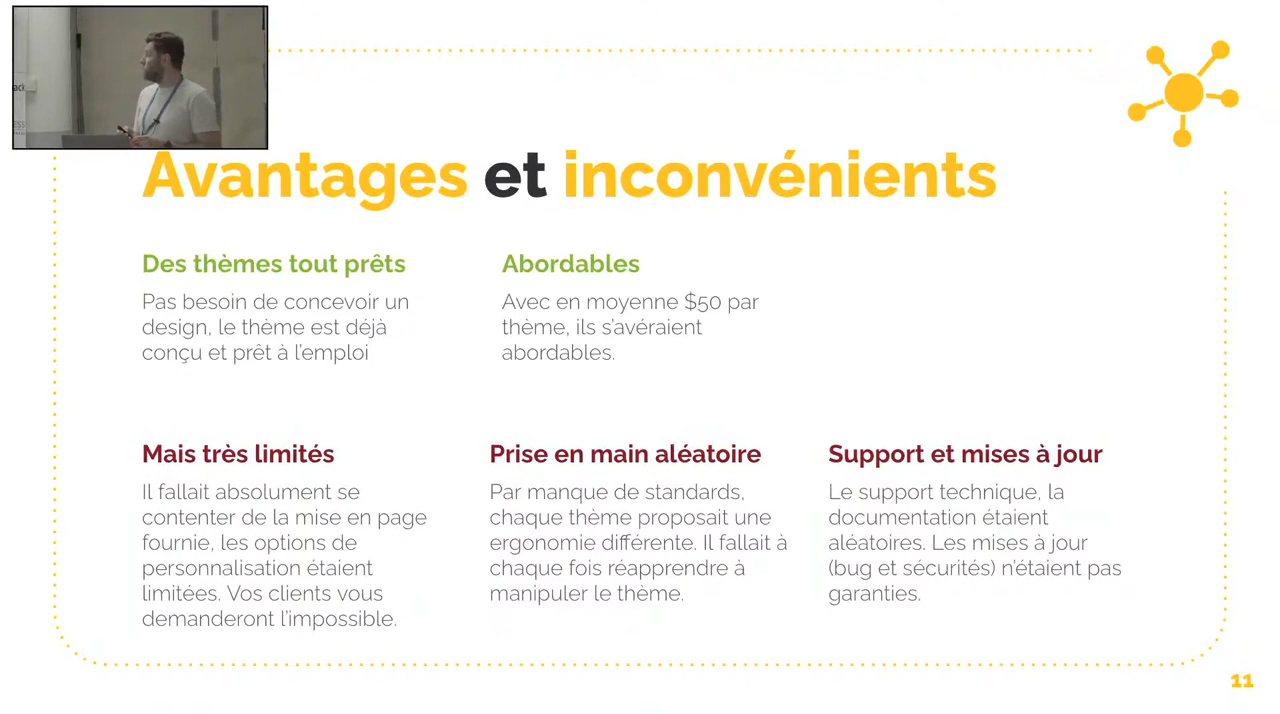 Avantages et inconvénients
Des thèmes tout prêts
Pas besoin de concevoir un
design, le thème est déjà
conçu et prêt à l'emploi
Abordables
Avec en moyenne $50 par
thème, ils s'avéraient
abordables.
Mais très limités
Il fallait absolument se
contenter de la mise en page
fournie, les options de
personnalisation étaient
limitées. Vos clients vous
demanderont l'impossible.
Prise en main aléatoire
Par manque de standards,
chaque thème proposait une
ergonomie différente. Il fallait à
chaque fois réapprendre à
manipuler le thème.
Support et mises à jour
Le support technique, la
documentation étaient
aléatoires. Les mises à jour
(bug et sécurités) n'étaient pas
garanties.
11